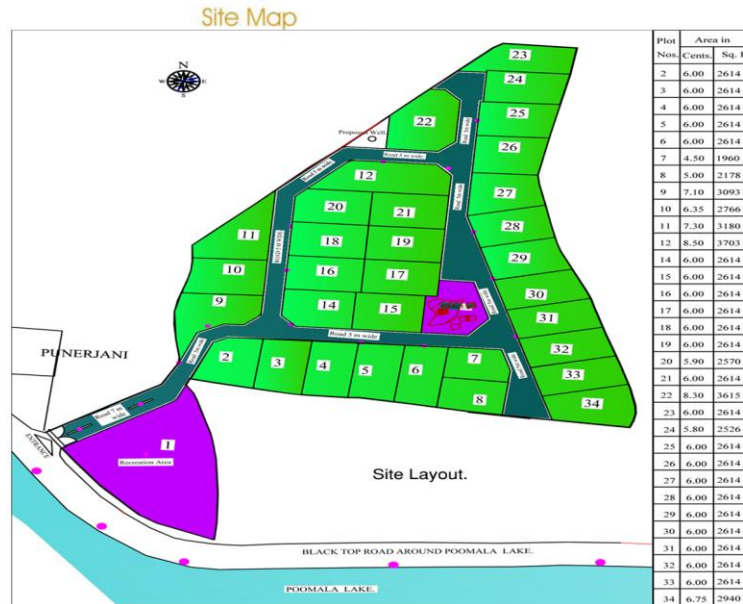 Site Map
N
W E
S
Proposed Well.
23
24
25
22
26
Road 5 m wide
Road 5m wide
Road 5m wide
12
27
20
21
28
11
18
19
29
10
16
17
30
9
14
15
31
Road 5 m wide
32
PUNERJANI
2
3
4
5
6
7
33
8
34
Road 7 m
wide
ENTRANCE
1
Recreation Area
Site Layout.
BLACK TOP ROAD AROUND POOMALA LAKE.
POOMALA LAKE.
Plot Area in
Nos. Cents. Sq.
2 6.00 2614
3 6.00 2614
4 6.00 2614
5 6.00 2614
6 6.00 2614
7 4.50 1960
8 5.00 2178
9 7.10 3093
10 6.35 2766
11 7.30 3180
12 8.50 3703
14 6.00 2614
15 6.00 2614
16 6.00 2614
17 6.00 2614
18 6.00 2614
19 6.00 2614
20 5.90 2570
21 6.00 2614
22 8.30 3615
23 6.00 2614
24 5.80 2526
25 6.00 2614
26 6.00 2614
27 6.00 2614
28 6.00 2614
29 6.00 2614
30 6.00 2614
31 6.00 2614
32 6.00 2614
33 6.00 2614
34 6.75 2940